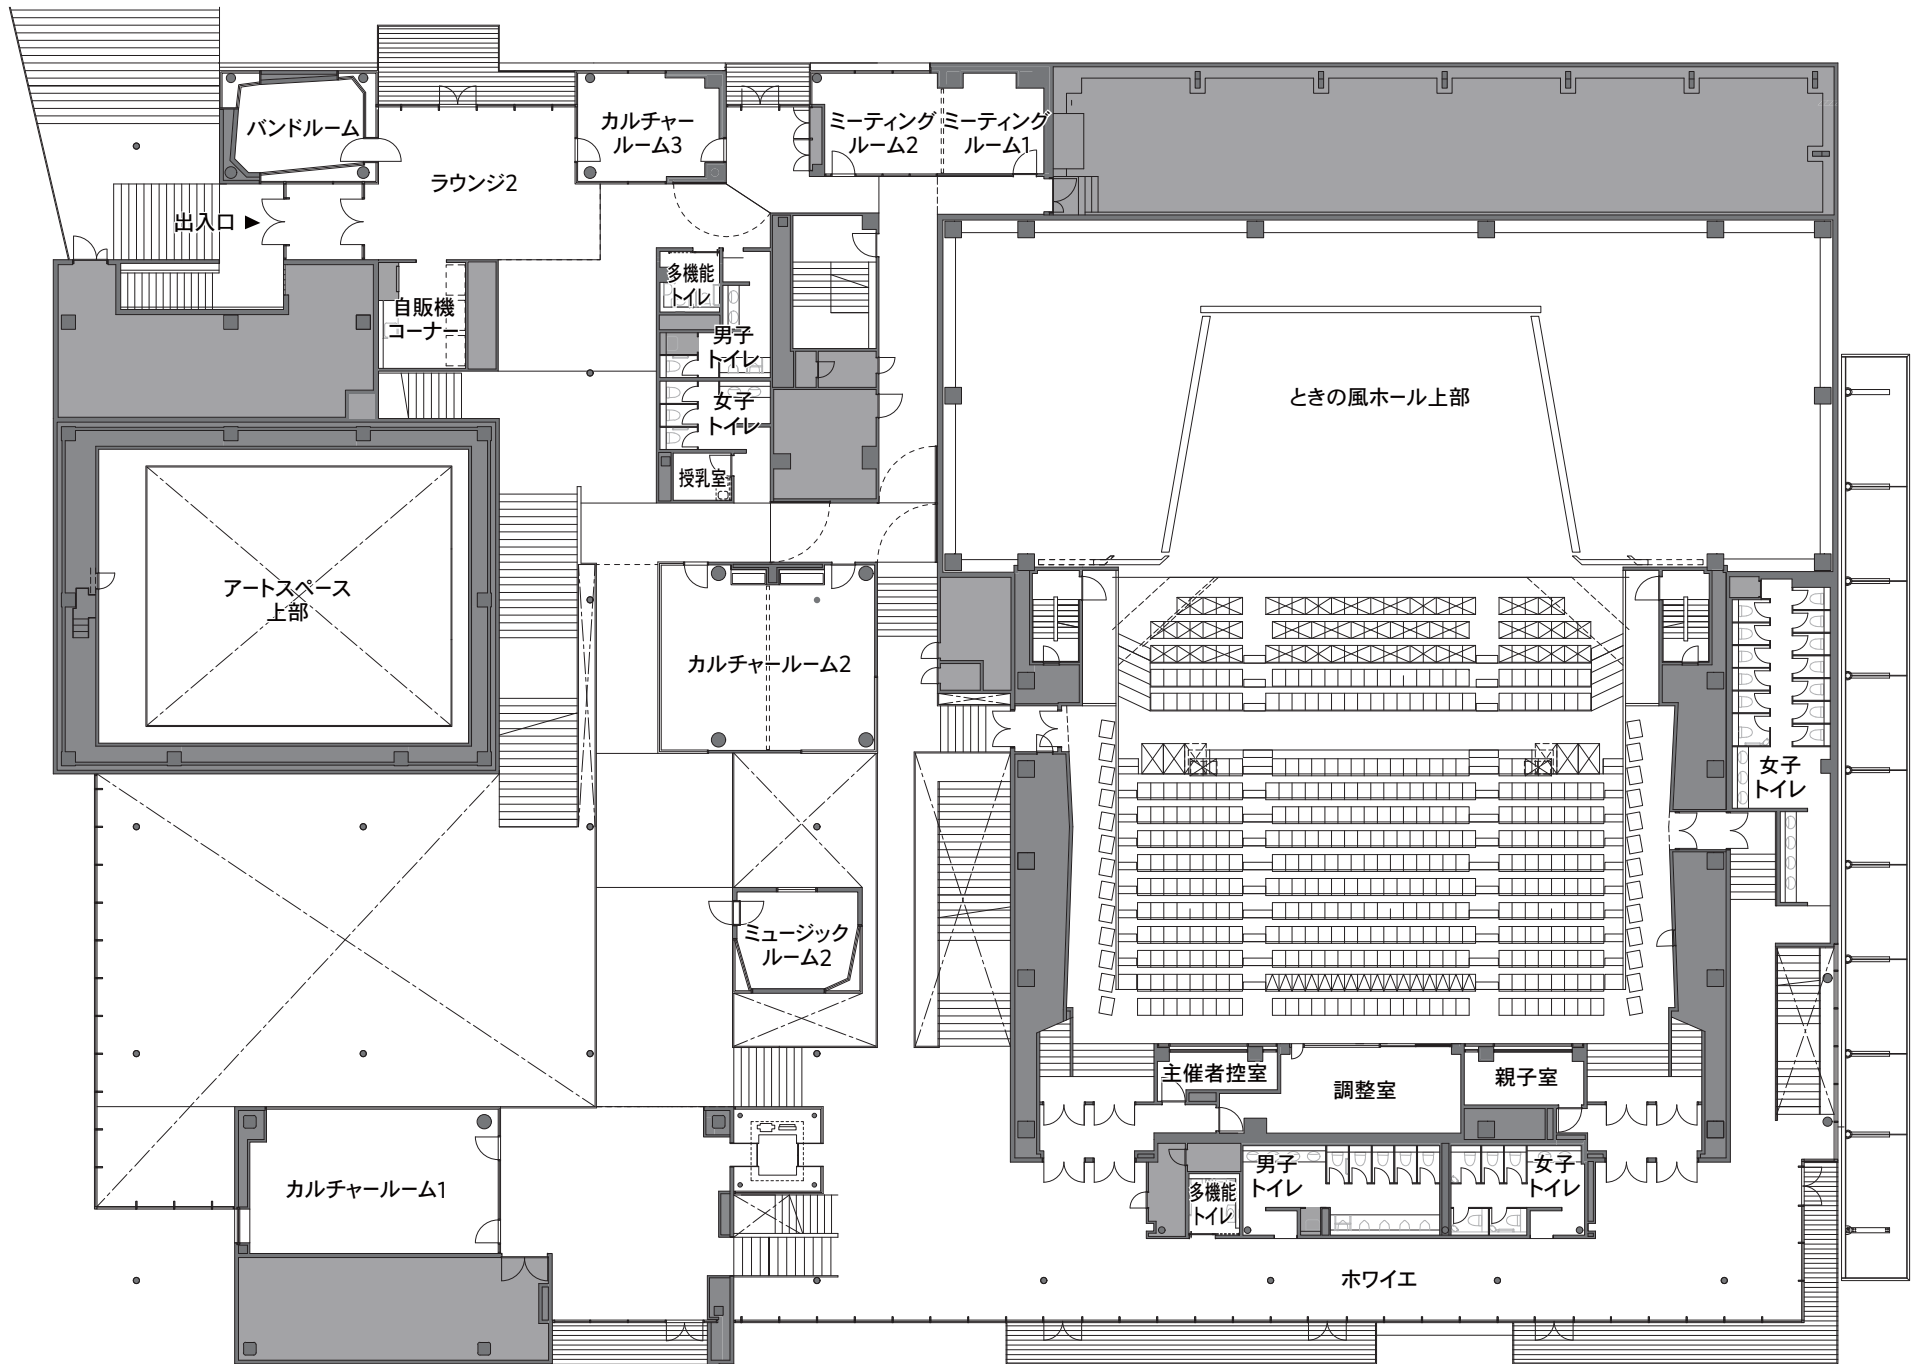 バンドルーム
カルチャー
ルーム3
ミーティング
ルーム2
ミーティング
ルーム1
ラウンジ2
出入口 ▶
多機能
トイレ
自販機
コーナー
男子
トイレ
女子
トイレ
授乳室
ときの風ホール上部
アートスペース
上部
カルチャールーム2
女子
トイレ
ミュージック
ルーム2
主催者控室
調整室
親子室
カルチャールーム1
男子
トイレ
多機能
トイレ
女子
トイレ
ホワイエ